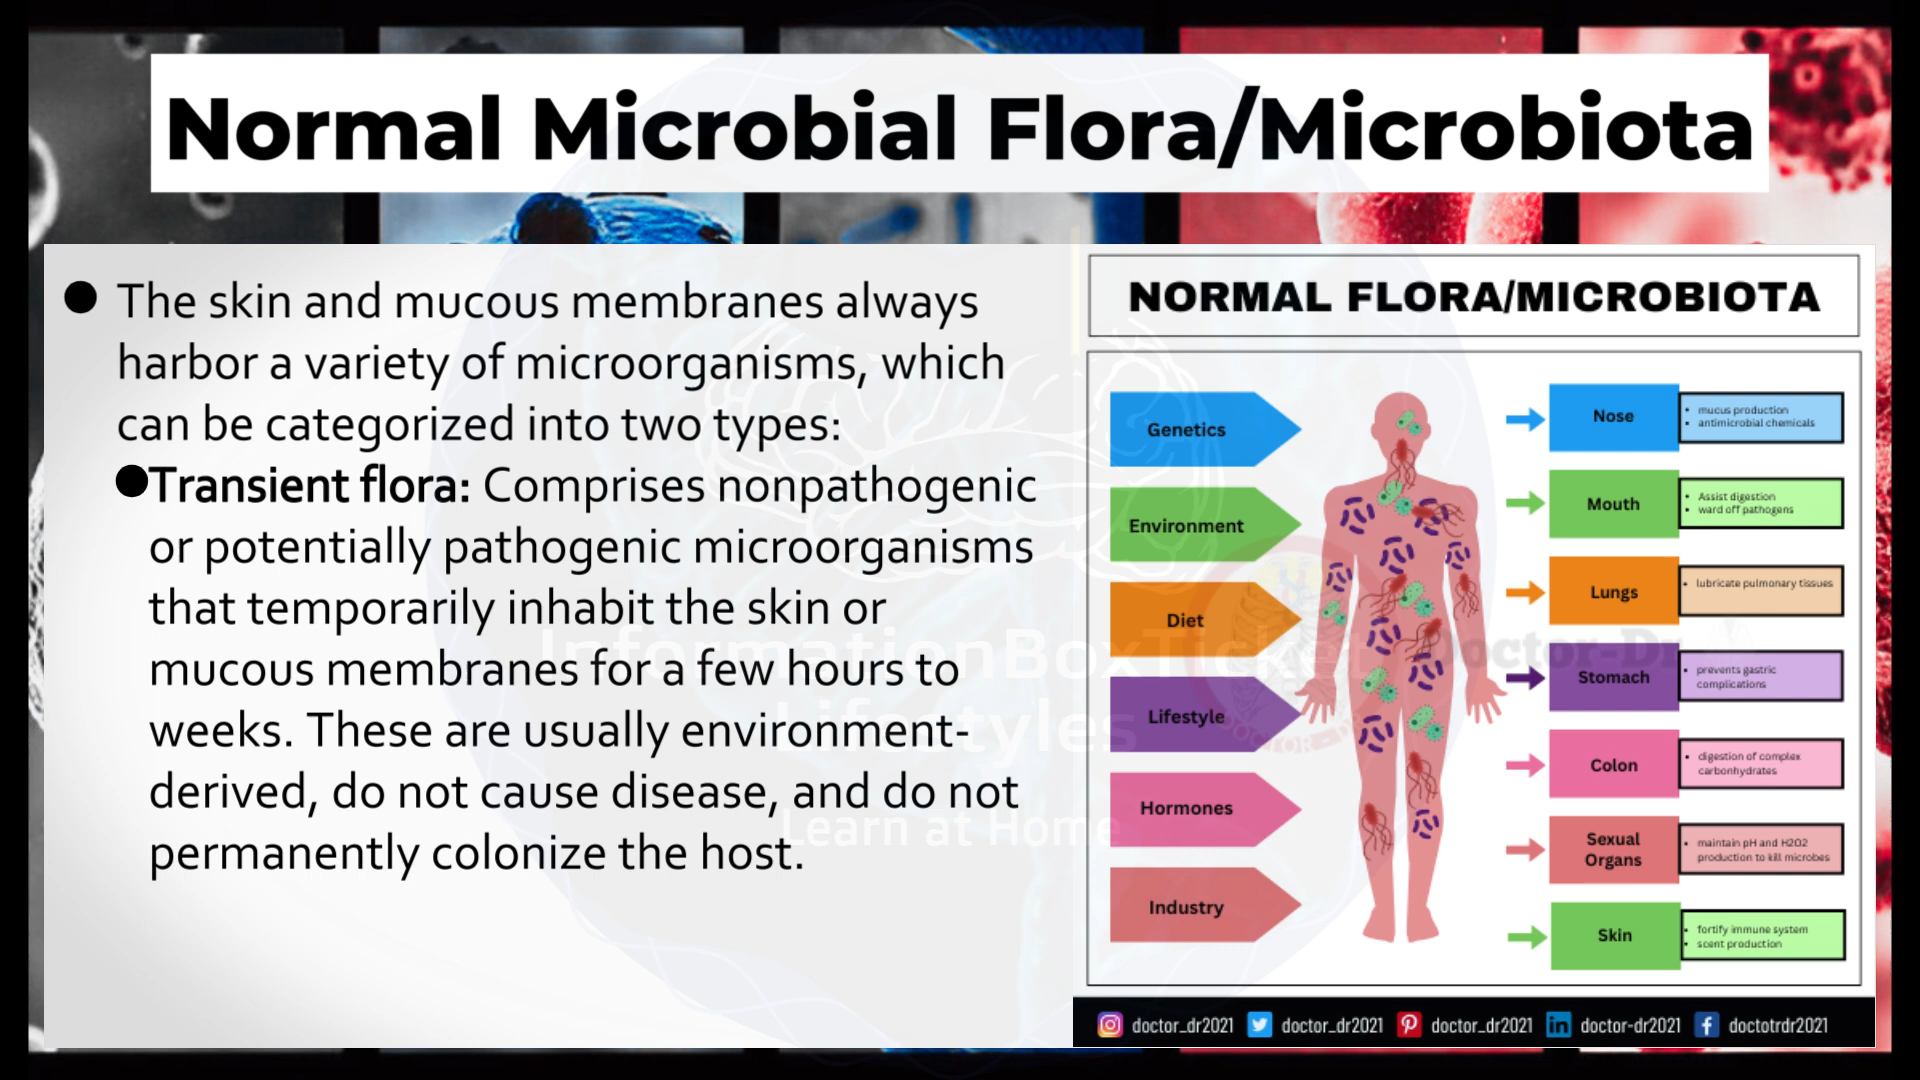 Normal Microbial Flora/Microbiota
● The skin and mucous membranes always
harbor a variety of microorganisms, which
can be categorized into two types:
●Transient flora: Comprises nonpathogenic
or potentially pathogenic microorganisms
that temporarily inhabit the skin or
mucous membranes for a few hours to
weeks. These are usually environment-
derived, do not cause disease, and do not
permanently colonize the host.
InformationBoxTicker
Lifestyles
Learn at Home
NORMAL FLORA/MICROBIOTA
Genetics
Environment
Diet
Lifestyle
Hormones
Industry
Nose
• mucus production
• antimicrobial chemicals
Mouth
• Assist digestion
• ward off pathogens
Lungs
• lubricate pulmonary tissues
Doctor-Dr
Stomach
• prevents gastric
complications
DOCTOR - D
Colon
• digestion of complex
carbonhydrates
Sexual
Organs
• maintain pH and H2O2
production to kill microbes
Skin
• fortify immune system
• scent production
doctor_dr2021 doctor_dr2021 doctor_dr2021 in doctor-dr2021 f doctotrdr2021